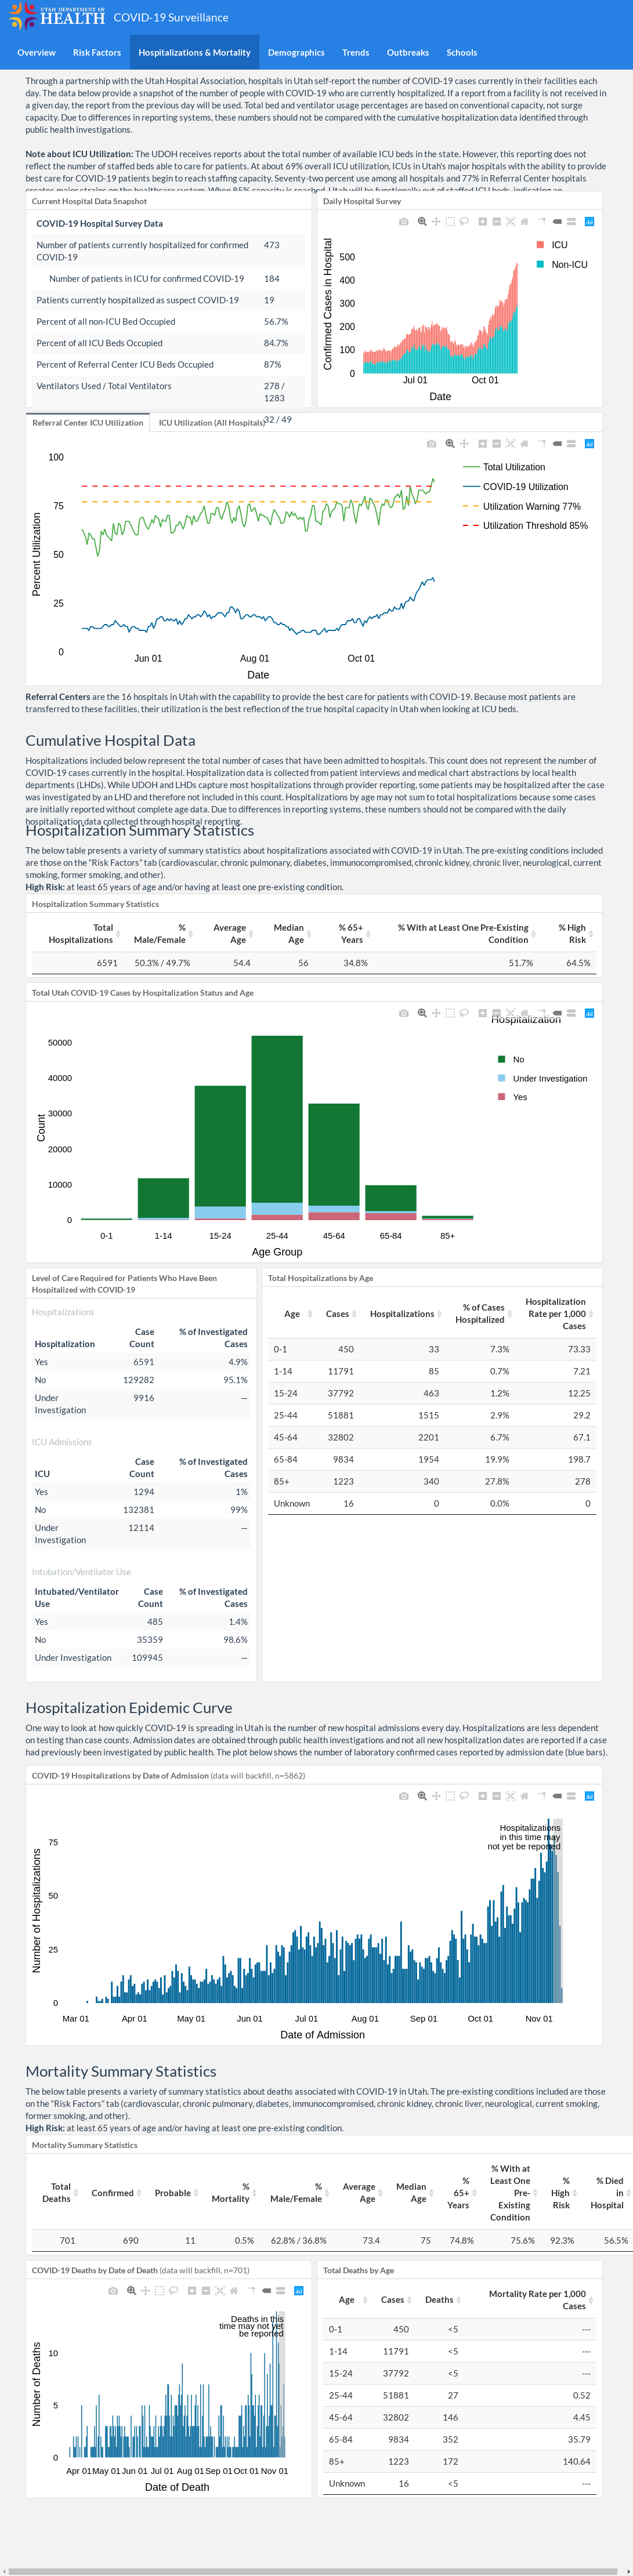 UTAH DEPARTMENT OF
HEALTH
COVID-19 Surveillance
Overview Risk Factors Hospitalizations & Mortality Demographics Trends Outbreaks Schools
Through a partnership with the Utah Hospital Association, hospitals in Utah self-report the number of COVID-19 cases currently in their facilities each
day. The data below provide a snapshot of the number of people with COVID-19 who are currently hospitalized. If a report from a facility is not received in
a given day, the report from the previous day will be used. Total bed and ventilator usage percentages are based on conventional capacity, not surge
capacity. Due to differences in reporting systems, these numbers should not be compared with the cumulative hospitalization data identified through
public health investigations.
Note about ICU Utilization: The UDOH receives reports about the total number of available ICU beds in the state. However, this reporting does not
reflect the number of staffed beds able to care for patients. At about 69% overall ICU utilization, ICUs in Utah's major hospitals with the ability to provide
best care for COVID-19 patients begin to reach staffing capacity. Seventy-two percent use among all hospitals and 77% in Referral Center hospitals
creates major strains on the healthcare system. When 85% capacity is reached, Utah will be functionally out of staffed ICU beds, indicating an
Current Hospital Data Snapshot
COVID-19 Hospital Survey Data
Number of patients currently hospitalized for confirmed 473
COVID-19
Number of patients in ICU for confirmed COVID-19 184
Patients currently hospitalized as suspect COVID-19 19
Percent of all non-ICU Bed Occupied 56.7%
Percent of all ICU Beds Occupied 84.7%
Percent of Referral Center ICU Beds Occupied 87%
Ventilators Used / Total Ventilators 278 /
1283
32 / 49
Daily Hospital Survey
Confirmed Cases in Hospital
500
400
300
200
100
0
Jul 01 Oct 01
Date
ICU
Non-ICU
Referral Center ICU Utilization ICU Utilization (All Hospitals)
Percent Utilization
100
75
50
25
0
Jun 01 Aug 01 Oct 01
Date
Total Utilization
COVID-19 Utilization
Utilization Warning 77%
Utilization Threshold 85%
Referral Centers are the 16 hospitals in Utah with the capability to provide the best care for patients with COVID-19. Because most patients are
transferred to these facilities, their utilization is the best reflection of the true hospital capacity in Utah when looking at ICU beds.
Cumulative Hospital Data
Hospitalizations included below represent the total number of cases that have been admitted to hospitals. This count does not represent the number of
COVID-19 cases currently in the hospital. Hospitalization data is collected from patient interviews and medical chart abstractions by local health
departments (LHDs). While UDOH and LHDs capture most hospitalizations through provider reporting, some patients may be hospitalized after the case
was investigated by an LHD and therefore not included in this count. Hospitalizations by age may not sum to total hospitalizations because some cases
are initially reported without complete age data. Due to differences in reporting systems, these numbers should not be compared with the daily
hospitalization data collected through hospital reporting.
Hospitalization Summary Statistics
The below table presents a variety of summary statistics about hospitalizations associated with COVID-19 in Utah. The pre-existing conditions included
are those on the "Risk Factors" tab (cardiovascular, chronic pulmonary, diabetes, immunocompromised, chronic kidney, chronic liver, neurological, current
smoking, former smoking, and other).
High Risk: at least 65 years of age and/or having at least one pre-existing condition.
Hospitalization Summary Statistics
Total Hospitalizations % Male/Female Average Age Median Age % 65+ Years % With at Least One Pre-Existing Condition % High Risk
6591 50.3% / 49.7% 54.4 56 34.8% 51.7% 64.5%
Total Utah COVID-19 Cases by Hospitalization Status and Age
Count
50000
40000
30000
20000
10000
0
0-1 1-14 15-24 25-44 45-64 65-84 85+
Age Group
Hospitalization
No
Under Investigation
Yes
Level of Care Required for Patients Who Have Been
Hospitalized with COVID-19
Hospitalizations
Hospitalization Case Count % of Investigated Cases
Yes 6591 4.9%
No 129282 95.1%
Under Investigation 9916 —
ICU Admissions
ICU Case Count % of Investigated Cases
Yes 1294 1%
No 132381 99%
Under Investigation 12114 —
Intubation/Ventilator Use
Intubated/Ventilator Use Case Count % of Investigated Cases
Yes 485 1.4%
No 35359 98.6%
Under Investigation 109945 —
Total Hospitalizations by Age
Age Cases Hospitalizations % of Cases Hospitalized Hospitalization Rate per 1,000 Cases
0-1 450 33 7.3% 73.33
1-14 11791 85 0.7% 7.21
15-24 37792 463 1.2% 12.25
25-44 51881 1515 2.9% 29.2
45-64 32802 2201 6.7% 67.1
65-84 9834 1954 19.9% 198.7
85+ 1223 340 27.8% 278
Unknown 16 0 0.0% 0
Hospitalization Epidemic Curve
One way to look at how quickly COVID-19 is spreading in Utah is the number of new hospital admissions every day. Hospitalizations are less dependent
on testing than case counts. Admission dates are obtained through public health investigations and not all new hospitalization dates are reported if a case
had previously been investigated by public health. The plot below shows the number of laboratory confirmed cases reported by admission date (blue bars).
COVID-19 Hospitalizations by Date of Admission (data will backfill, n=5862)
Hospitalizations
in this time may
not yet be reported
Number of Hospitalizations
75
50
25
0
Mar 01 Apr 01 May 01 Jun 01 Jul 01 Aug 01 Sep 01 Oct 01 Nov 01
Date of Admission
Mortality Summary Statistics
The below table presents a variety of summary statistics about deaths associated with COVID-19 in Utah. The pre-existing conditions included are those
on the "Risk Factors" tab (cardiovascular, chronic pulmonary, diabetes, immunocompromised, chronic kidney, chronic liver, neurological, current smoking,
former smoking, and other).
High Risk: at least 65 years of age and/or having at least one pre-existing condition.
Mortality Summary Statistics
Total Deaths Confirmed Probable % Mortality % Male/Female Average Age Median Age % 65+ Years % With at Least One Pre-Existing Condition % High Risk % Died in Hospital
701 690 11 0.5% 62.8% / 36.8% 73.4 75 74.8% 75.6% 92.3% 56.5%
COVID-19 Deaths by Date of Death (data will backfill, n=701)
Deaths in this
time may not yet
be reported
Number of Deaths
10
5
0
Apr 01 May 01 Jun 01 Jul 01 Aug 01 Sep 01 Oct 01 Nov 01
Date of Death
Total Deaths by Age
Age Cases Deaths Mortality Rate per 1,000 Cases
0-1 450 <5 ---
1-14 11791 <5 ---
15-24 37792 <5 ---
25-44 51881 27 0.52
45-64 32802 146 4.45
65-84 9834 352 35.79
85+ 1223 172 140.64
Unknown 16 <5 ---